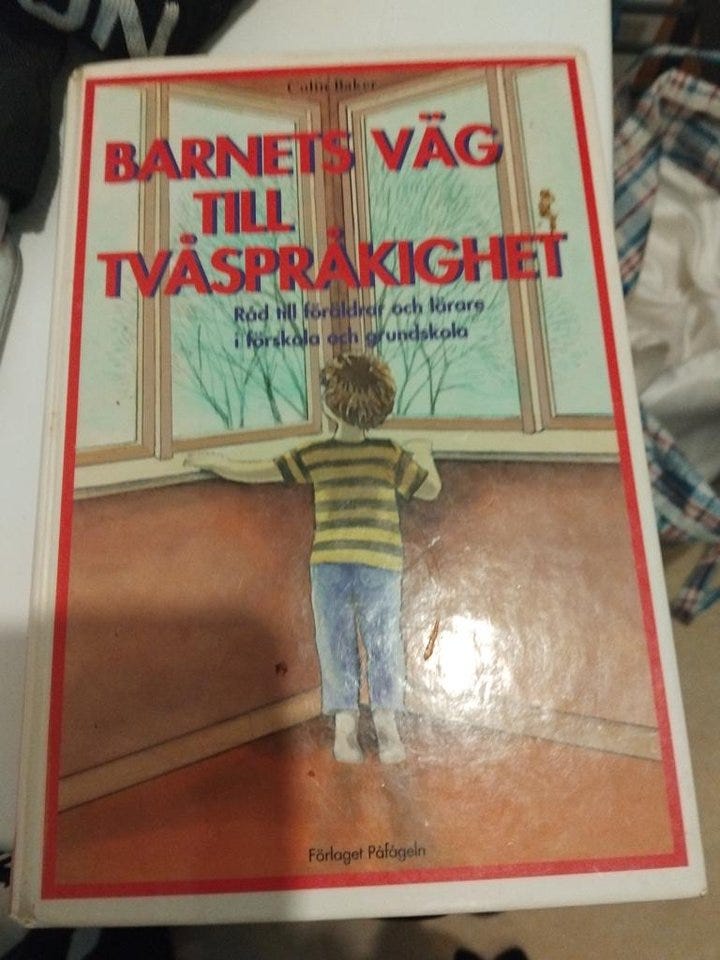 Colin Baker
BARNETS VÄG
TILL
TVÅSPRÅKIGHET
Råd till föräldrar och lärare
i förskola och grundskola
Förlaget Påfågeln